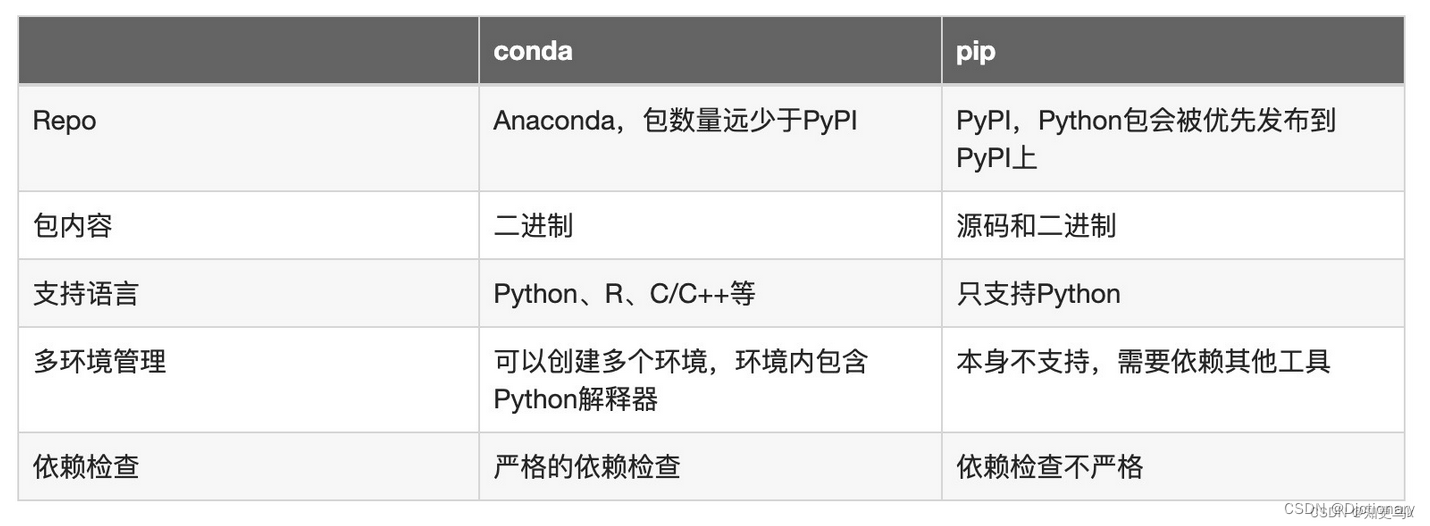 conda
pip
Repo
Anaconda，包数量远少于PyPI
PyPI，Python包会被优先发布到
PyPI上
包内容
二进制
源码和二进制
支持语言
Python、R、C/C++等
只支持Python
多环境管理
可以创建多个环境，环境内包含
Python解释器
本身不支持，需要依赖其他工具
依赖检查
严格的依赖检查
依赖检查不严格
CSDN @Dictionary